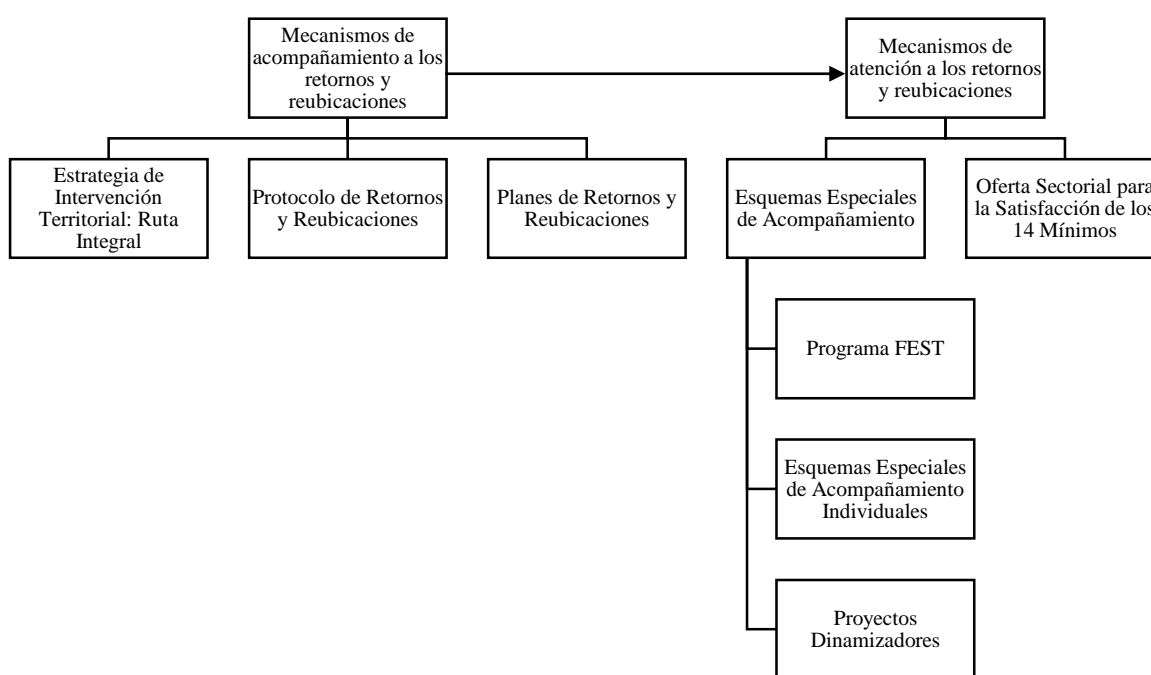 Mecanismos de
acompañamiento a los
retornos y
reubicaciones
Mecanismos de
atención a los retornos
y reubicaciones
Estrategia de
Intervención
Territorial: Ruta
Integral
Protocolo de Retornos
y Reubicaciones
Planes de Retornos y
Reubicaciones
Esquemas Especiales
de Acompañamiento
Oferta Sectorial para
la Satisfacción de los
14 Mínimos
Programa FEST
Esquemas Especiales
de Acompañamiento
Individuales
Proyectos
Dinamizadores